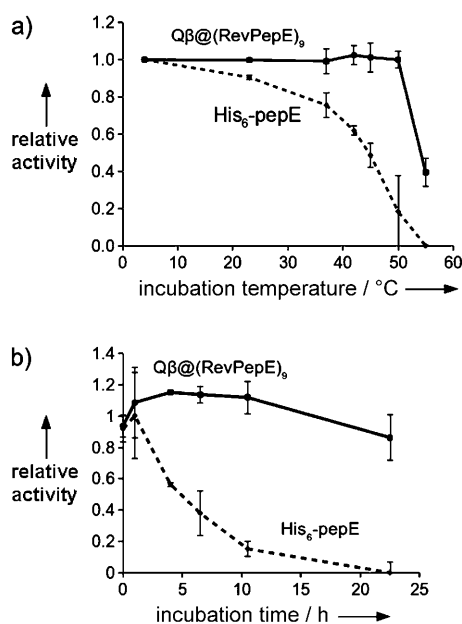 a)
1.2
1.0
0.8
0.6
0.4
0.2
0.0
relative
activity
Qβ@(RevPepE)9
His6-pepE
0 10 20 30 40 50 60
incubation temperature / °C
b)
1.4
1.2
1
0.8
0.6
0.4
0.2
0
relative
activity
Qβ@(RevPepE)9
His6-pepE
0 5 10 15 20 25
incubation time / h